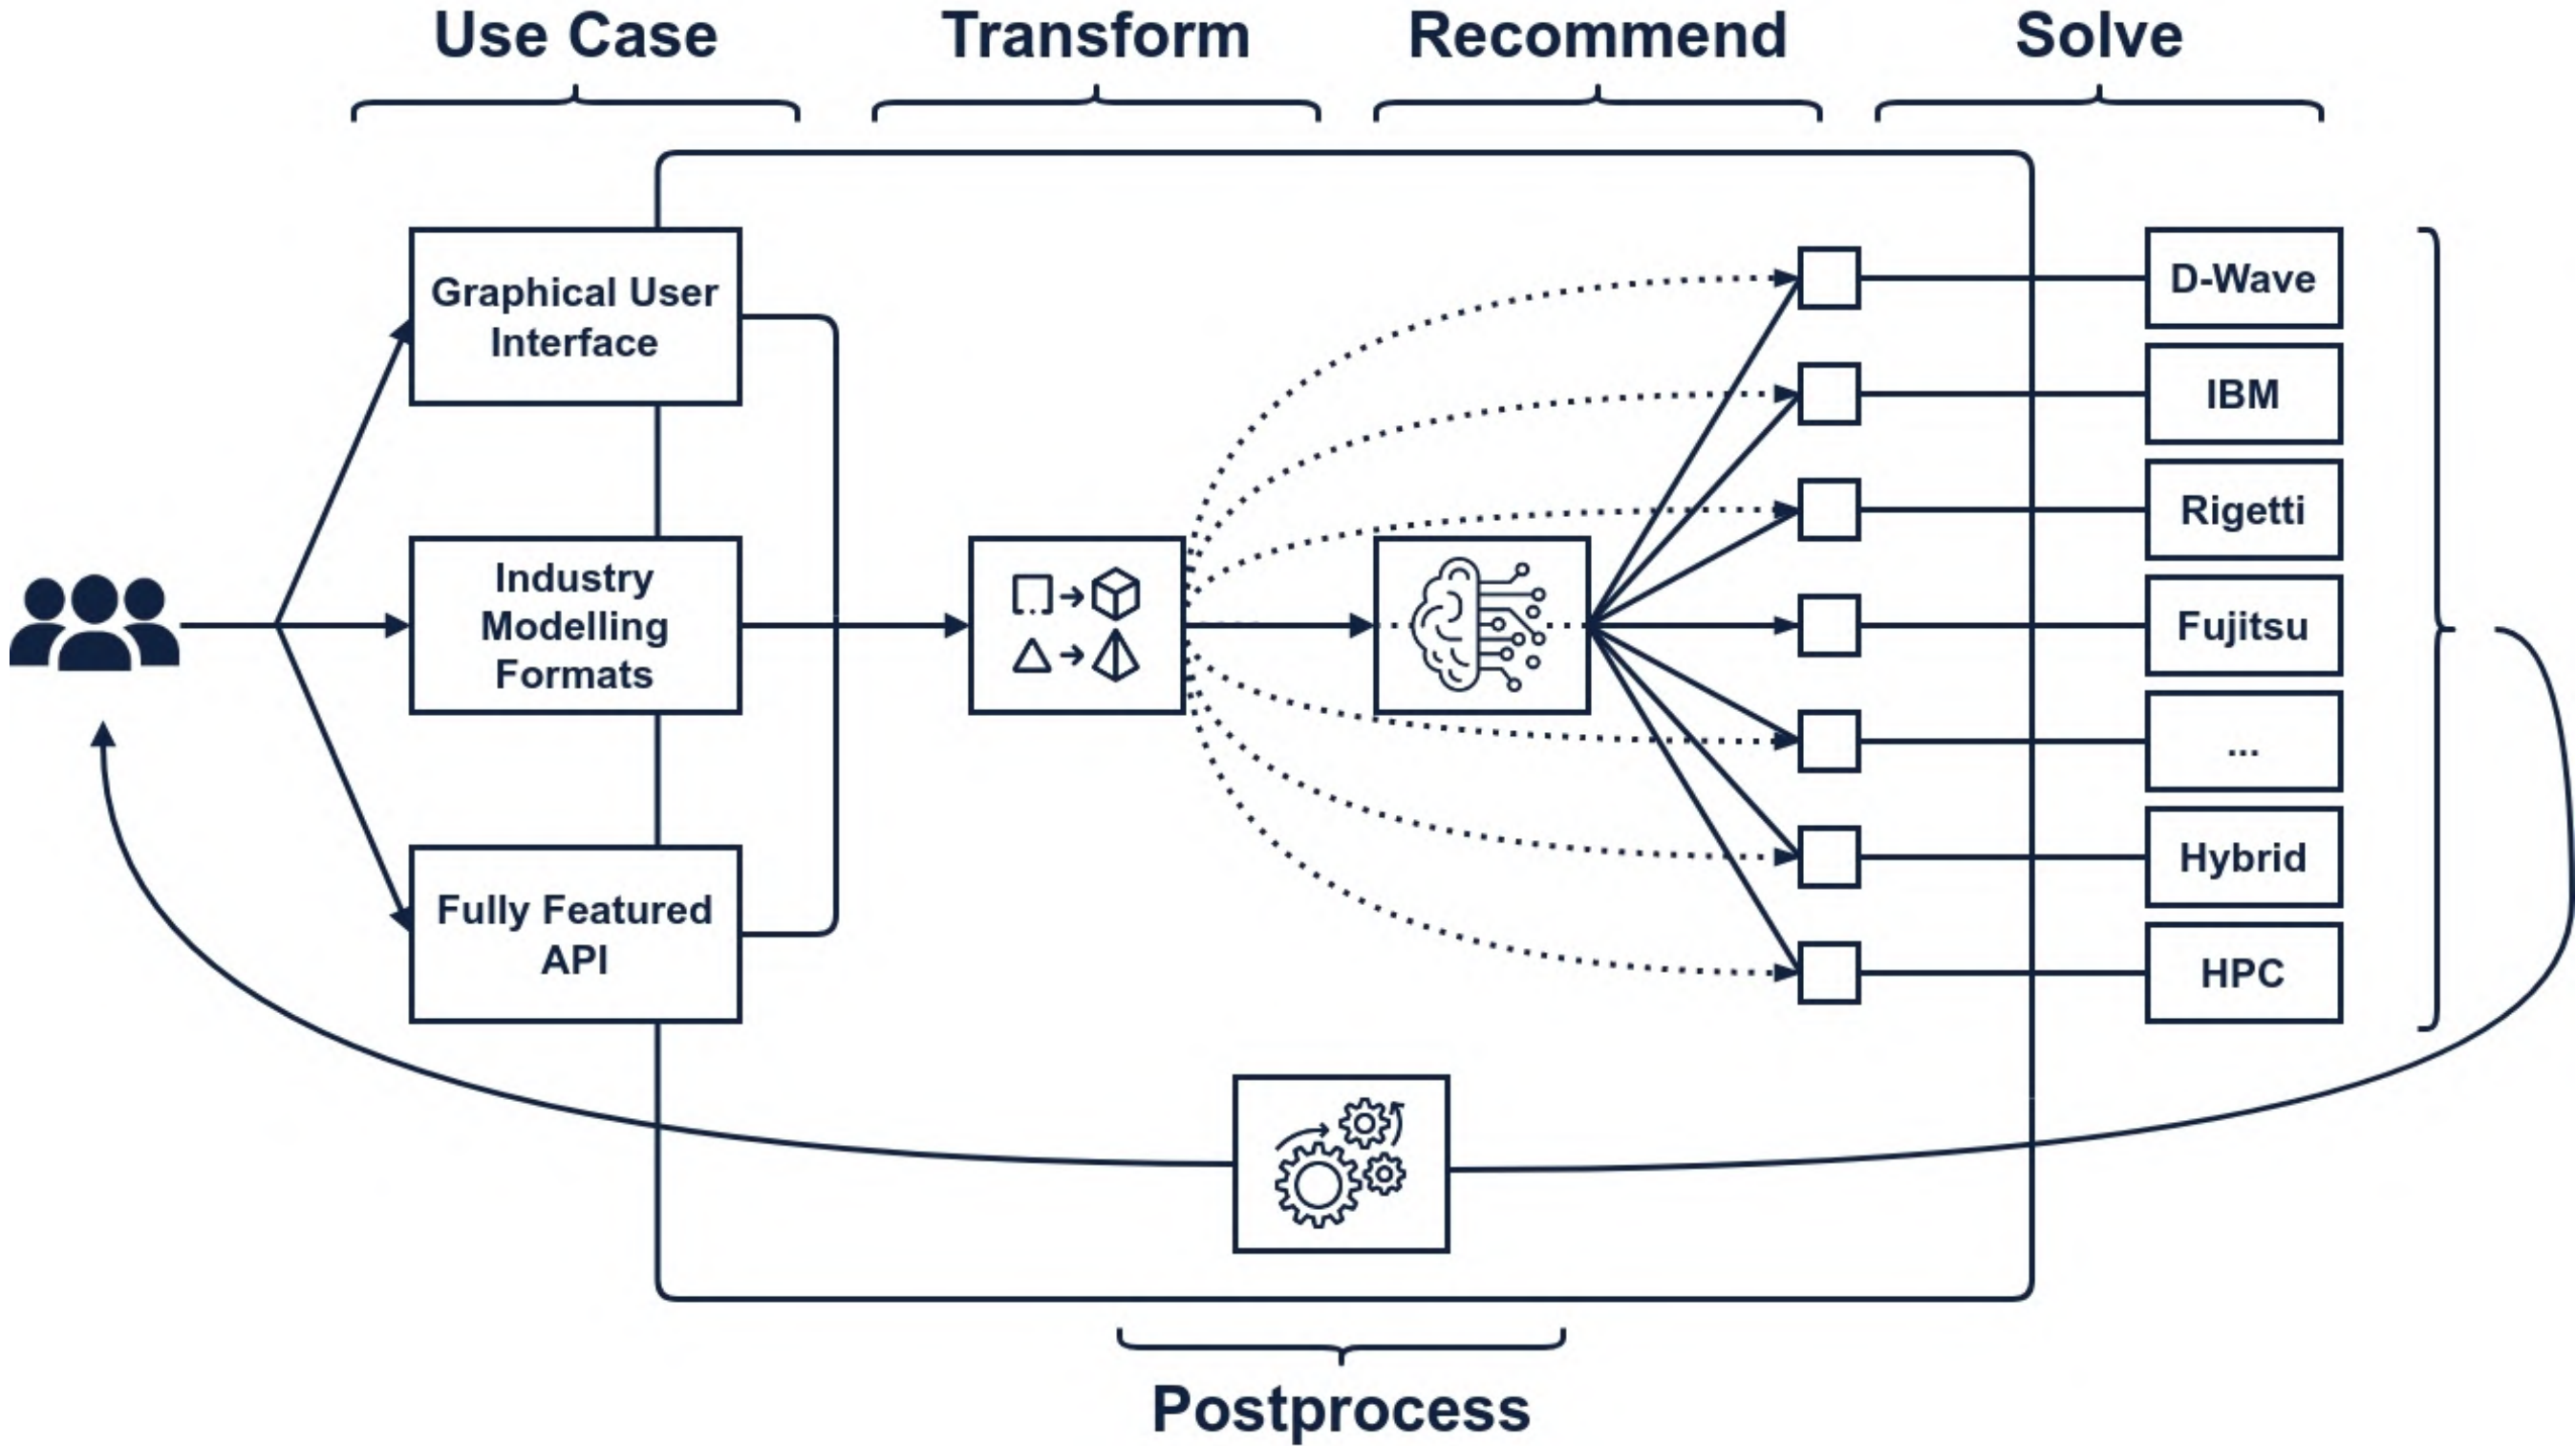 Use Case
Transform
Recommend
Solve
Graphical User
Interface
Industry
Modelling
Formats
Fully Featured
API
D-Wave
IBM
Rigetti
Fujitsu
...
Hybrid
HPC
Postprocess